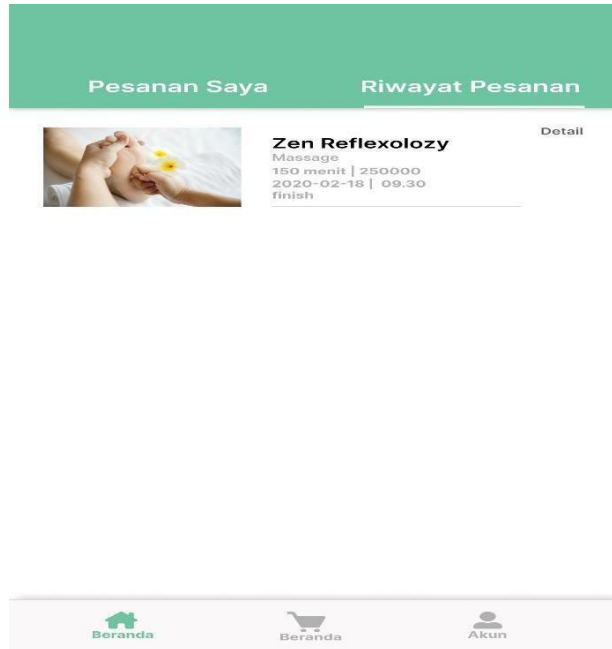 Pesanan Saya
Riwayat Pesanan
Detail
Zen Reflexolozy
Massage
150 menit | 250000
2020-02-18 | 09.30
finish
Beranda
Beranda
Akun